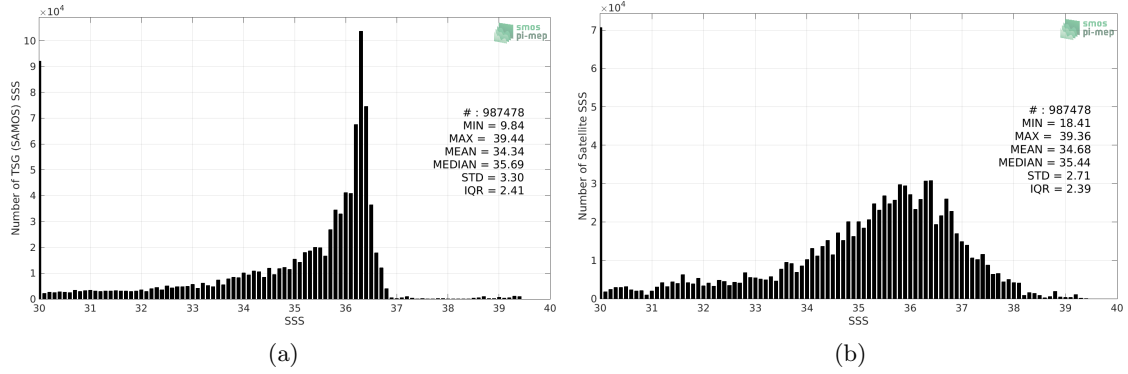 ×10⁴
10
9
8
7
6
5
4
3
2
1
0
Number of TSG (SAMOS) SSS
smos
pi-mep
# : 987478
MIN = 9.84
MAX = 39.44
MEAN = 34.34
MEDIAN = 35.69
STD = 3.30
IQR = 2.41
30 31 32 33 34 35 36 37 38 39 40
SSS
(a)
×10⁴
7
6
5
4
3
2
1
0
Number of Satellite SSS
smos
pi-mep
# : 987478
MIN = 18.41
MAX = 39.36
MEAN = 34.68
MEDIAN = 35.44
STD = 2.71
IQR = 2.39
30 31 32 33 34 35 36 37 38 39 40
SSS
(b)